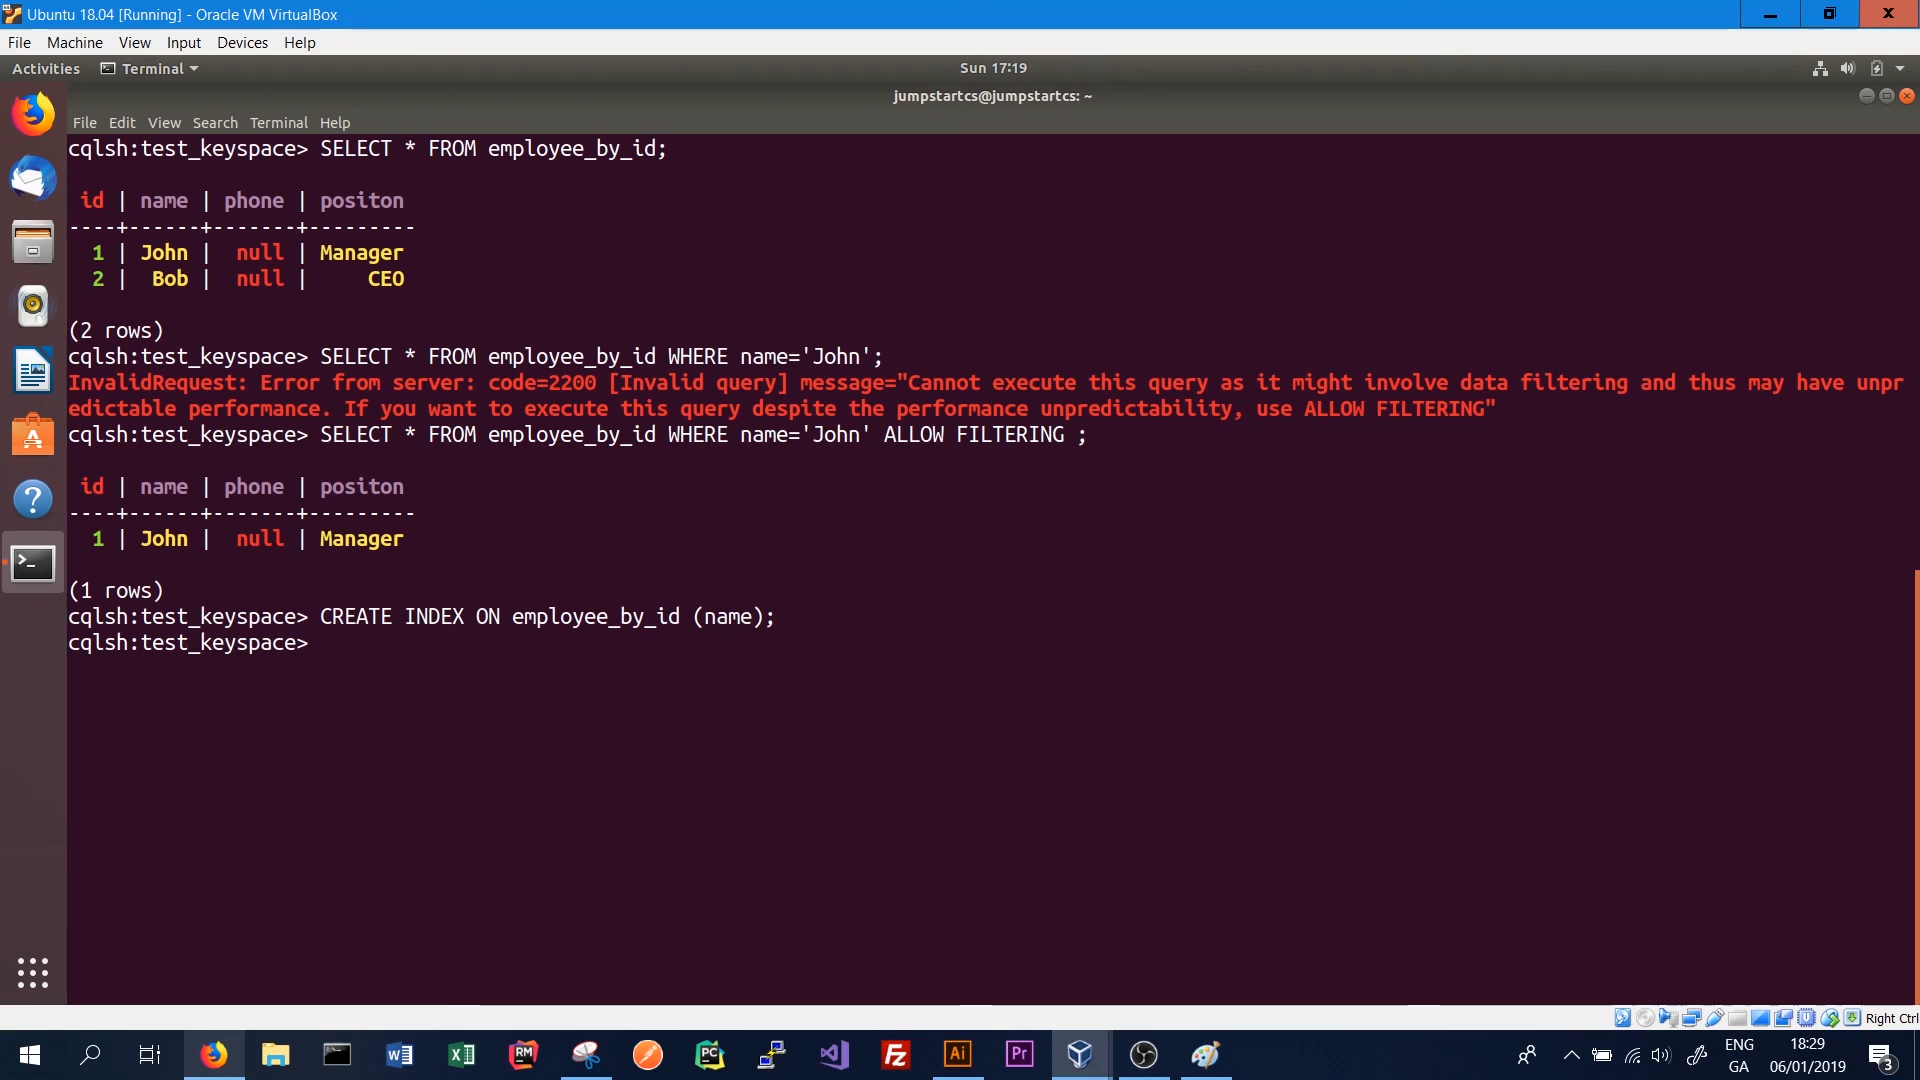 Ubuntu 18.04 [Running] - Oracle VM VirtualBox
File Machine View Input Devices Help
Activities Terminal Sun 17:19
jumpstartcs@jumpstartcs: ~
File Edit View Search Terminal Help
cqlsh:test_keyspace> SELECT * FROM employee_by_id;
id | name | phone | positon
----+------+-------+---------
1 | John | null | Manager
2 | Bob | null | CEO
(2 rows)
cqlsh:test_keyspace> SELECT * FROM employee_by_id WHERE name='John';
InvalidRequest: Error from server: code=2200 [Invalid query] message="Cannot execute this query as it might involve data filtering and thus may have unpr
edictable performance. If you want to execute this query despite the performance unpredictability, use ALLOW FILTERING"
cqlsh:test_keyspace> SELECT * FROM employee_by_id WHERE name='John' ALLOW FILTERING ;
id | name | phone | positon
----+------+-------+---------
1 | John | null | Manager
(1 rows)
cqlsh:test_keyspace> CREATE INDEX ON employee_by_id (name);
cqlsh:test_keyspace>
Right Ctrl
RM PC Fz Ai Pr
ENG 18:29
GA 06/01/2019 3